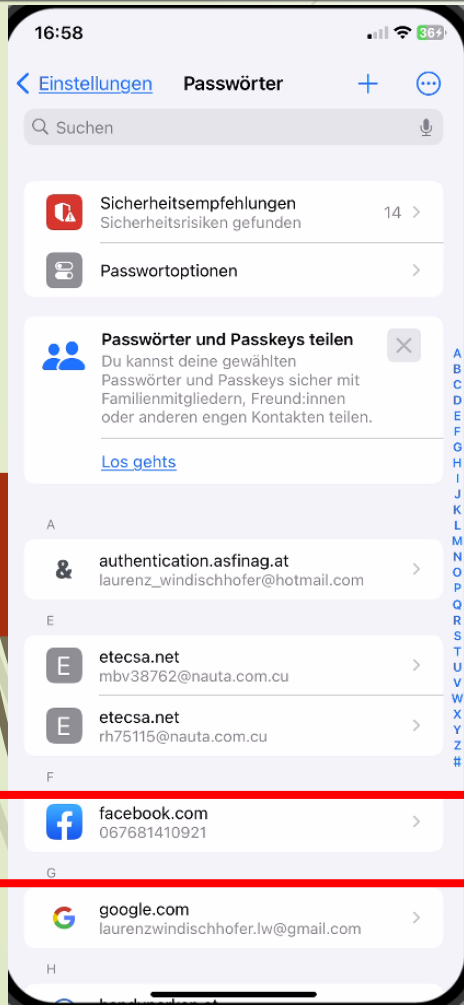 16:58
36
Einstellungen Passwörter
Suchen
Sicherheitsempfehlungen
Sicherheitsrisiken gefunden
14
Passwortoptionen
Passwörter und Passkeys teilen
Du kannst deine gewählten
Passwörter und Passkeys sicher mit
Familienmitgliedern, Freund:innen
oder anderen engen Kontakten teilen.
Los gehts
A
&
authentication.asfinag.at
laurenz_windischhofer@hotmail.com
E
E
etecsa.net
mbv38762@nauta.com.cu
E
etecsa.net
rh75115@nauta.com.cu
F
facebook.com
067681410921
G
google.com
laurenzwindischhofer.lw@gmail.com
H
A
B
C
D
E
F
G
H
I
J
K
L
M
N
O
P
Q
R
S
T
U
V
W
X
Y
Z
#